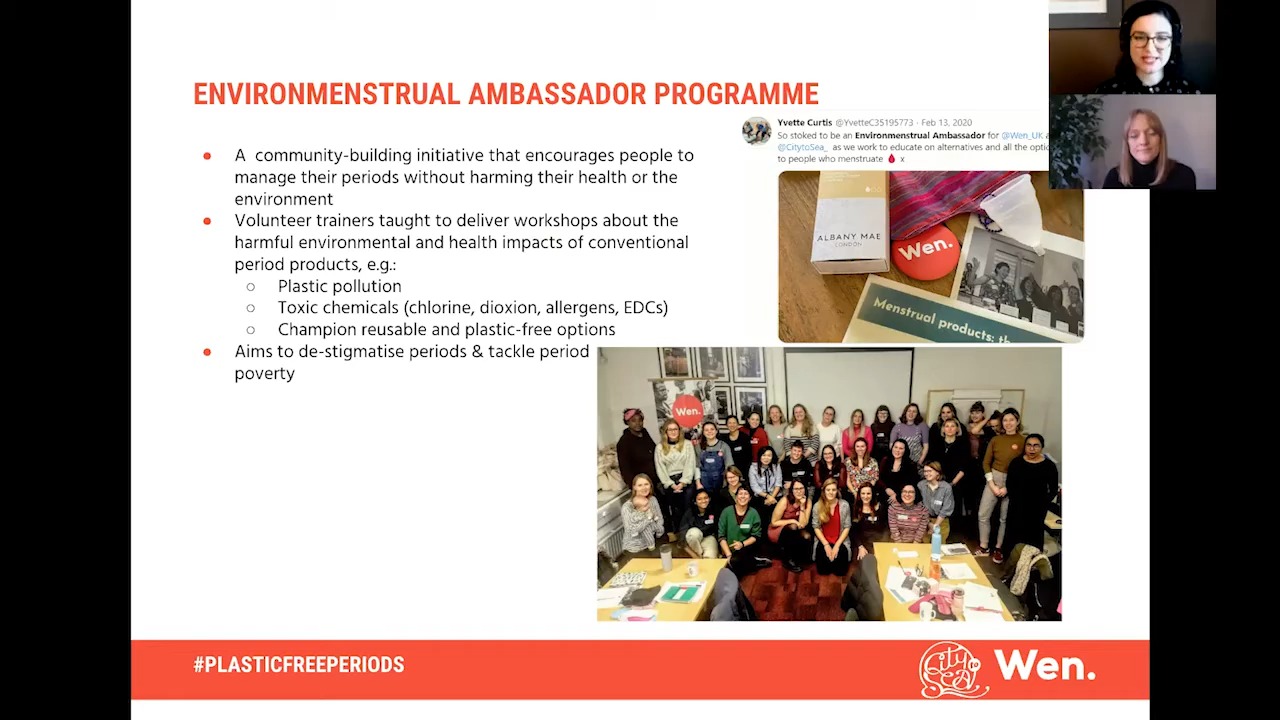 ENVIRONMENSTRUAL AMBASSADOR PROGRAMME
A community-building initiative that encourages people to
manage their periods without harming their health or the
environment
Volunteer trainers taught to deliver workshops about the
harmful environmental and health impacts of conventional
period products, e.g.:
Plastic pollution
Toxic chemicals (chlorine, dioxion, allergens, EDCs)
Champion reusable and plastic-free options
Aims to de-stigmatise periods & tackle period
poverty
Yvette Curtis @YvetteC35195773 · Feb 13, 2020
So stoked to be an Environmenstrual Ambassador for @Wen_UK
@CitytoSea_ as we work to educate on alternatives and all the
to people who menstruate x
ALBANY MAE
LONDON
Wen.
Menstrual products:
Wen.
#PLASTICFREEPERIODS
City to Sea
Wen.